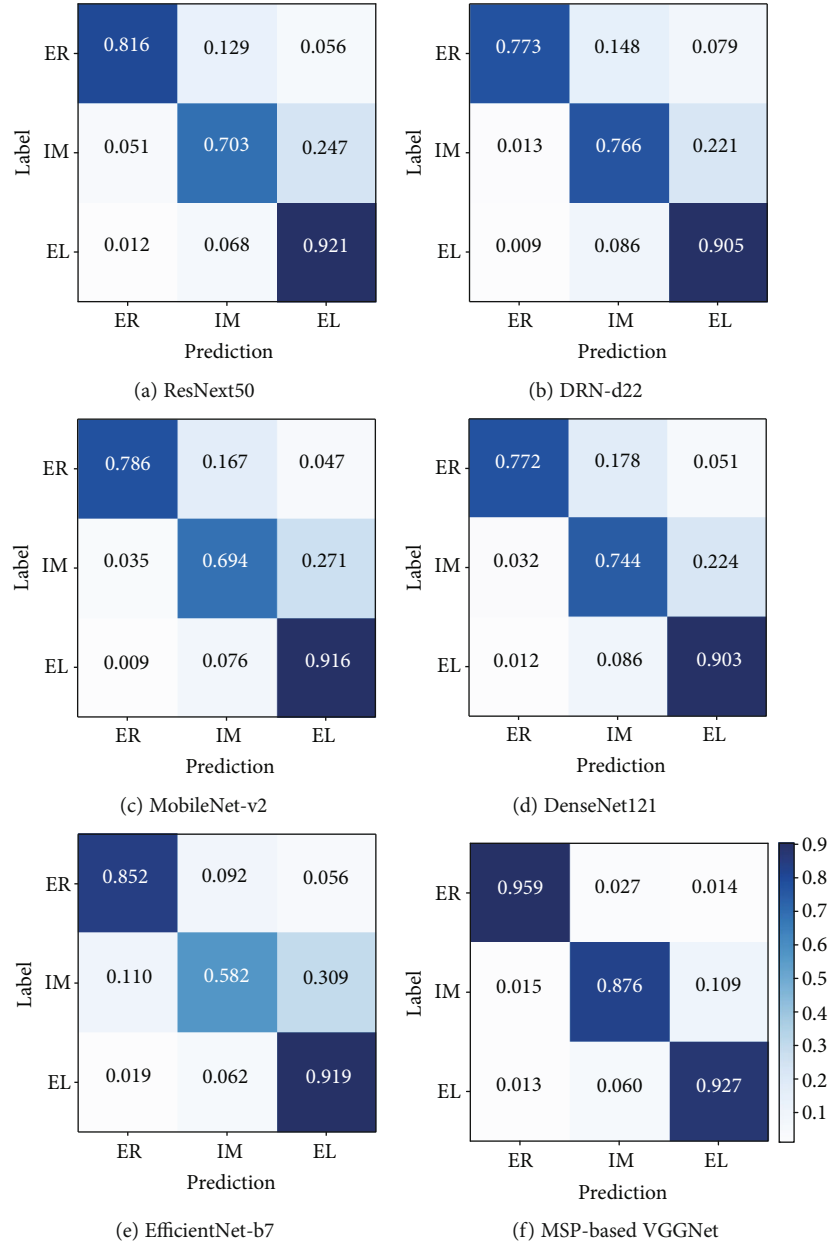 ER 0.816 0.129 0.056
Label
IM 0.051 0.703 0.247
EL 0.012 0.068 0.921
ER IM EL
Prediction
(a) ResNext50
ER 0.773 0.148 0.079
Label
IM 0.013 0.766 0.221
EL 0.009 0.086 0.905
ER IM EL
Prediction
(b) DRN-d22
ER 0.786 0.167 0.047
Label
IM 0.035 0.694 0.271
EL 0.009 0.076 0.916
ER IM EL
Prediction
(c) MobileNet-v2
ER 0.772 0.178 0.051
Label
IM 0.032 0.744 0.224
EL 0.012 0.086 0.903
ER IM EL
Prediction
(d) DenseNet121
ER 0.852 0.092 0.056
Label
IM 0.110 0.582 0.309
EL 0.019 0.062 0.919
ER IM EL
Prediction
(e) EfficientNet-b7
ER 0.959 0.027 0.014
Label
IM 0.015 0.876 0.109
EL 0.013 0.060 0.927
ER IM EL
Prediction
0.9
0.8
0.7
0.6
0.5
0.4
0.3
0.2
0.1
(f) MSP-based VGGNet